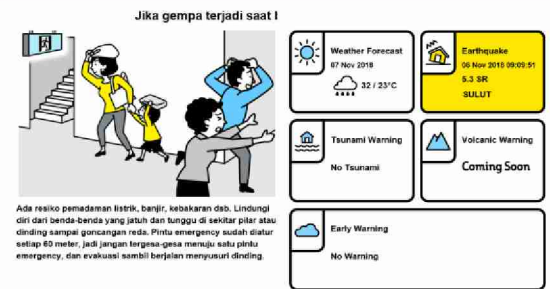 Jika gempa terjadi saat
Ada resiko pemadaman listrik, banjir, kebakaran dsb. Lindungi
diri dari benda-benda yang jatuh dan tunggu di sekitar pilar atau
dinding sampai goncangan reda. Pintu emergency sudah diatur
setiap 60 meter, jadi jangan tergesa-gesa menuju satu pintu
emergency, dan evakuasi sambil berjalan menyusuri dinding.
Weather Forecast
07 Nov 2018
32 / 23°C
Earthquake
06 Nov 2018 09:09:51
5.3 SR
SULUT
Tsunami Warning
No Tsunami
Volcanic Warning
Coming Soon
Early Warning
No Warning